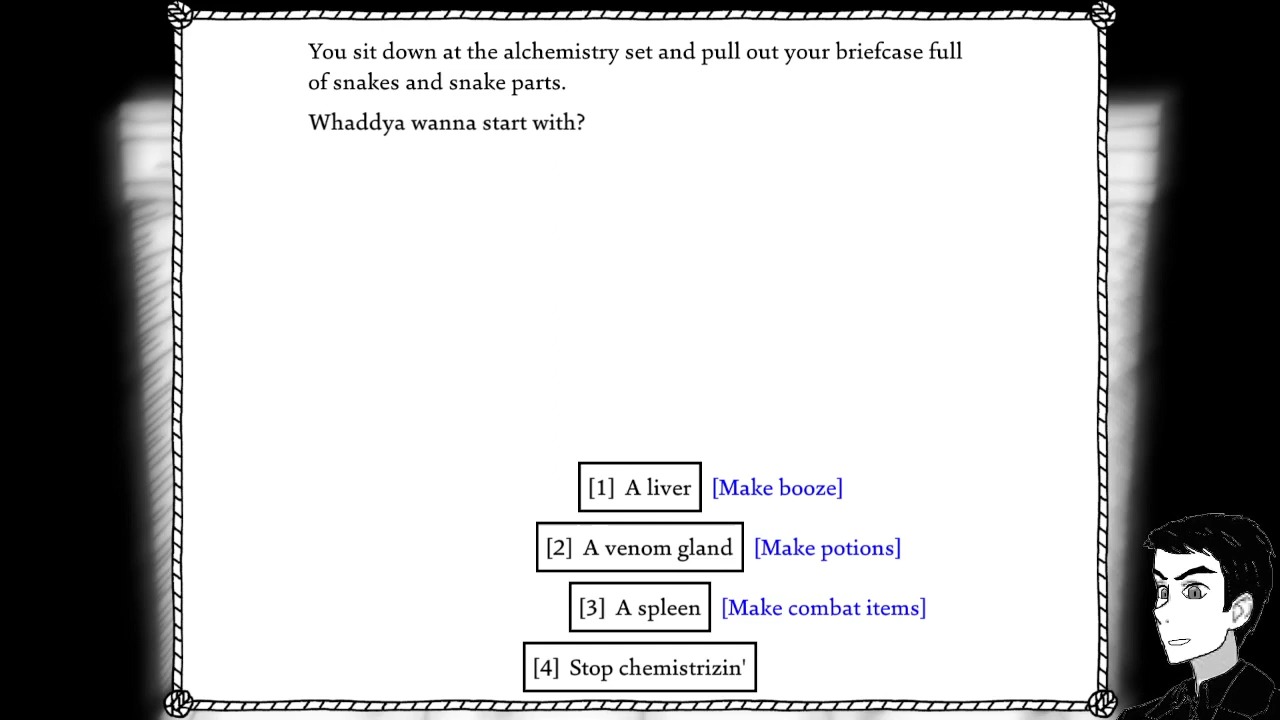 You sit down at the alchemistry set and pull out your briefcase full
of snakes and snake parts.
Whaddya wanna start with?
[1] A liver [Make booze]
[2] A venom gland [Make potions]
[3] A spleen [Make combat items]
[4] Stop chemistrizin'